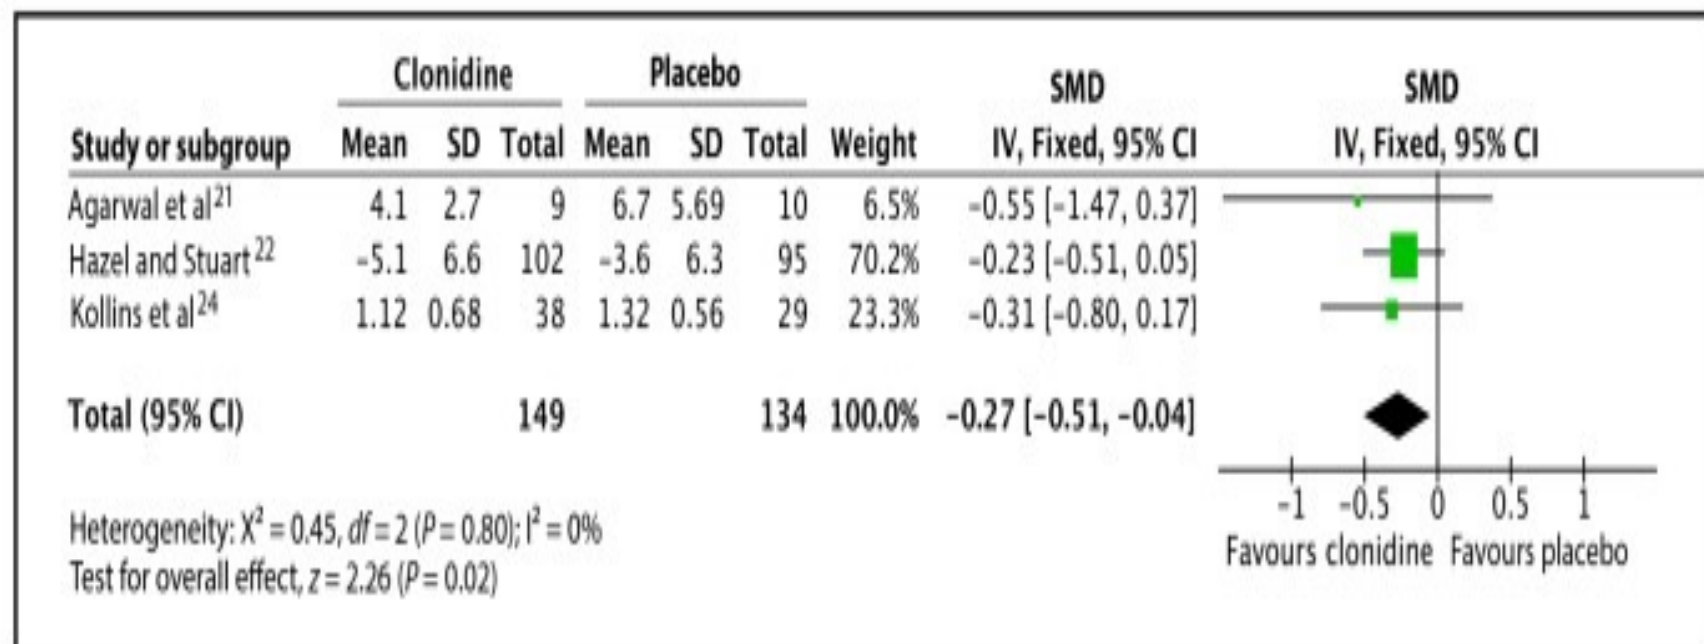 Clonidine Placebo SMD SMD
Study or subgroup Mean SD Total Mean SD Total Weight IV, Fixed, 95% CI IV, Fixed, 95% CI
Agarwal et al²¹ 4.1 2.7 9 6.7 5.69 10 6.5% −0.55 [−1.47, 0.37]
Hazel and Stuart²² −5.1 6.6 102 −3.6 6.3 95 70.2% −0.23 [−0.51, 0.05]
Kollins et al²⁴ 1.12 0.68 38 1.32 0.56 29 23.3% −0.31 [−0.80, 0.17]
Total (95% CI) 149 134 100.0% −0.27 [−0.51, −0.04]
−1 −0.5 0 0.5 1
Favours clonidine Favours placebo
Heterogeneity: X² = 0.45, df = 2 (P = 0.80); I² = 0%
Test for overall effect, z = 2.26 (P = 0.02)